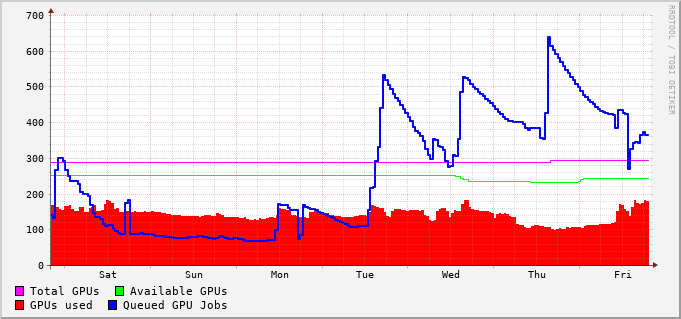 700
600
500
400
300
200
100
0
Sat Sun Mon Tue Wed Thu Fri
Total GPUs Available GPUs
GPUs used Queued GPU Jobs
RRDTOOL / TOBI OETIKER